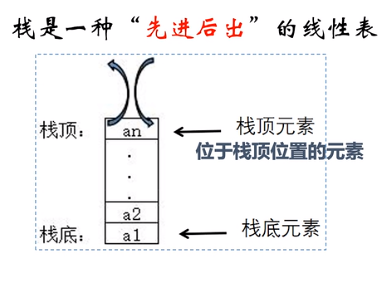 栈是一种“先进后出”的线性表
栈顶： an 栈顶元素
位于栈顶位置的元素
.
.
.
a2
栈底： a1 栈底元素